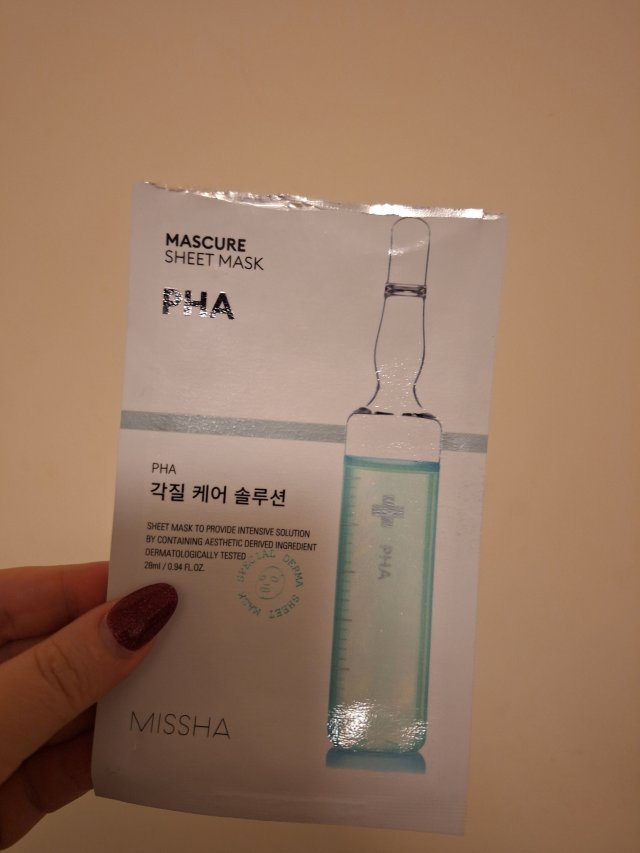 MASCURE
SHEET MASK
PHA
PHA
각질 케어 솔루션
SHEET MASK TO PROVIDE INTENSIVE SOLUTION
BY CONTAINING AESTHETIC DERIVED INGREDIENT
DERMATOLOGICALLY TESTED
28ml / 0.94 FL.OZ.
SPECIAL DERMA SHEET MASK
PHA
MISSHA